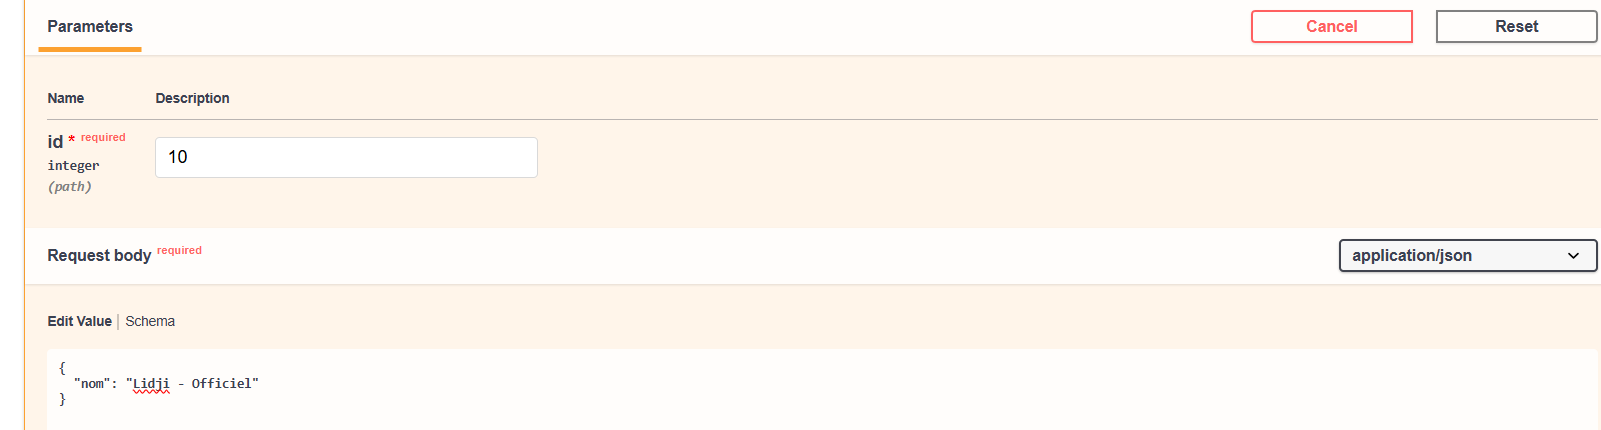 Parameters
Cancel
Reset
Name Description
id * required
integer
(path)
10
Request body required
application/json
Edit Value | Schema
{
  "nom": "Lidji - Officiel"
}